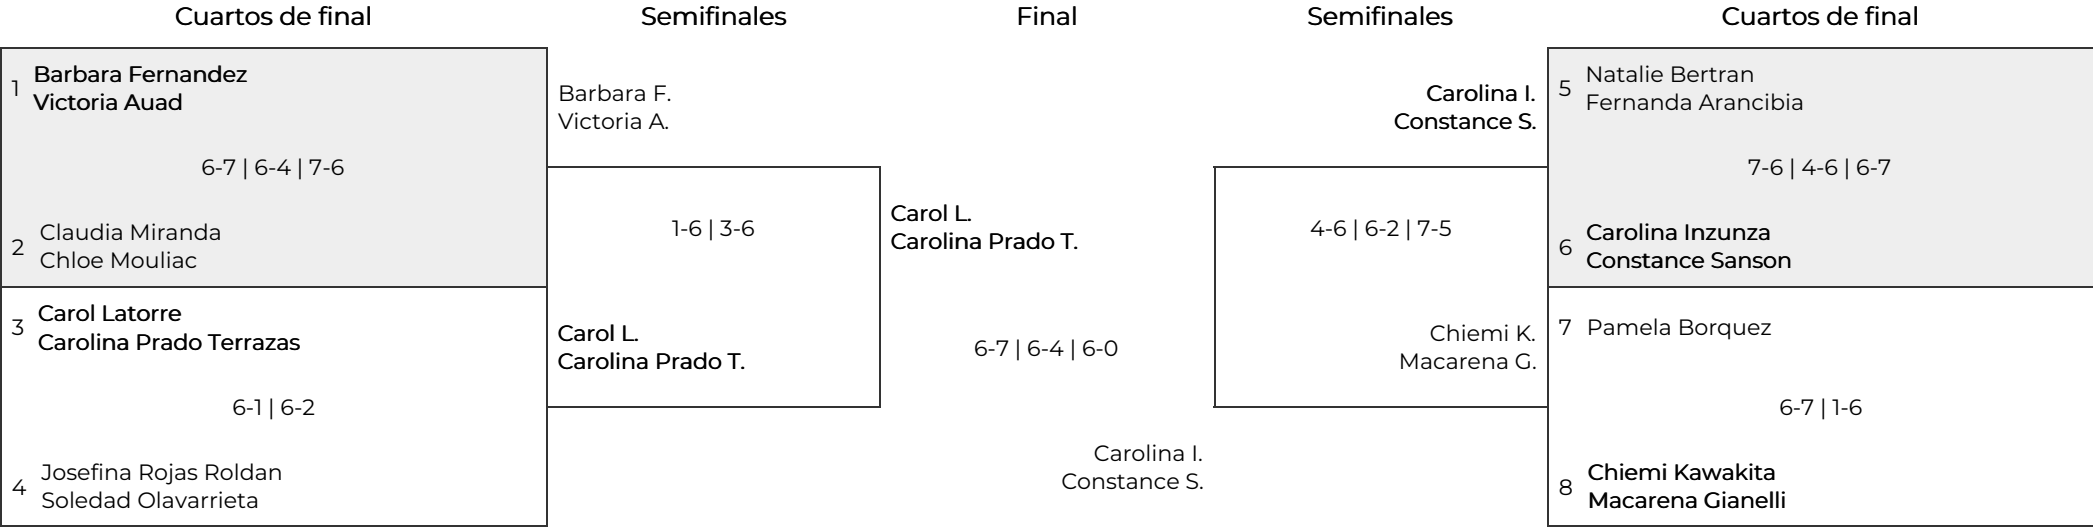 Cuartos de final
Semifinales
Final
Semifinales
Cuartos de final
1
Barbara Fernandez
Victoria Auad
6-7 | 6-4 | 7-6
2
Claudia Miranda
Chloe Mouliac
3
Carol Latorre
Carolina Prado Terrazas
6-1 | 6-2
4
Josefina Rojas Roldan
Soledad Olavarrieta
Barbara F.
Victoria A.
1-6 | 3-6
Carol L.
Carolina Prado T.
Carol L.
Carolina Prado T.
6-7 | 6-4 | 6-0
Carolina I.
Constance S.
Carolina I.
Constance S.
4-6 | 6-2 | 7-5
Chiemi K.
Macarena G.
5
Natalie Bertran
Fernanda Arancibia
7-6 | 4-6 | 6-7
6
Carolina Inzunza
Constance Sanson
7
Pamela Borquez
6-7 | 1-6
8
Chiemi Kawakita
Macarena Gianelli